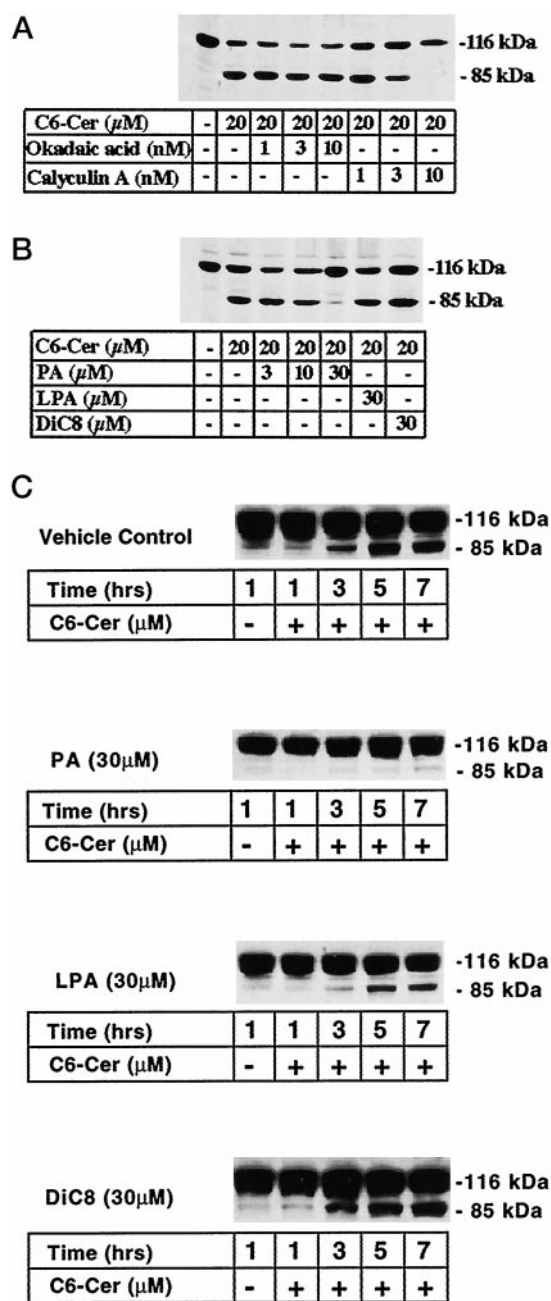 A
-116 kDa
- 85 kDa
C6-Cer (µM) - 20 20 20 20 20 20 20
Okadaic acid (nM) - - 1 3 10 - - -
Calyculin A (nM) - - - - - 1 3 10
B
-116 kDa
- 85 kDa
C6-Cer (µM) - 20 20 20 20 20 20
PA (µM) - - 3 10 30 - -
LPA (µM) - - - - - 30 -
DiC8 (µM) - - - - - - 30
C
Vehicle Control
-116 kDa
- 85 kDa
Time (hrs) 1 1 3 5 7
C6-Cer (µM) - + + + +
PA (30µM)
-116 kDa
- 85 kDa
Time (hrs) 1 1 3 5 7
C6-Cer (µM) - + + + +
LPA (30µM)
-116 kDa
- 85 kDa
Time (hrs) 1 1 3 5 7
C6-Cer (µM) - + + + +
DiC8 (30µM)
-116 kDa
- 85 kDa
Time (hrs) 1 1 3 5 7
C6-Cer (µM) - + + + +